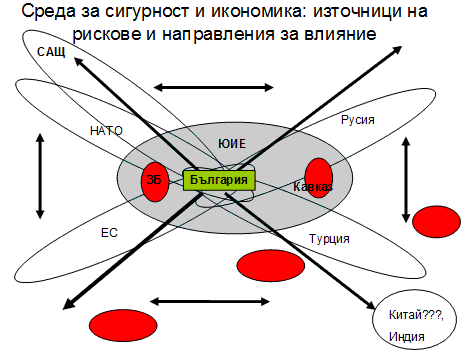 Среда за сигурност и икономика: източници на
рискове и направления за влияние
САЩ
НАТО
Русия
ЮИЕ
ЗБ
България
Кавказ
ЕС
Турция
Китай???,
Индия